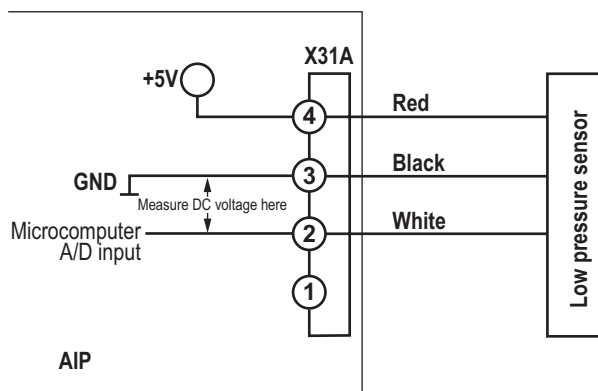 X31A
+5V
4
Red
3
Black
GND
Measure DC voltage here
Microcomputer
A/D input
2
White
1
Low pressure sensor
AIP